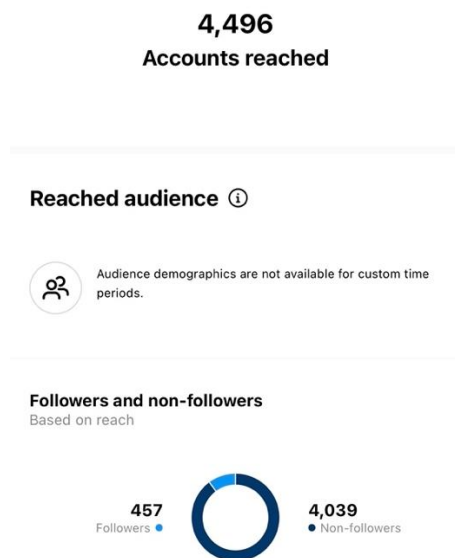 4,496
Accounts reached
Reached audience
Audience demographics are not available for custom time
periods.
Followers and non-followers
Based on reach
457
Followers
4,039
Non-followers